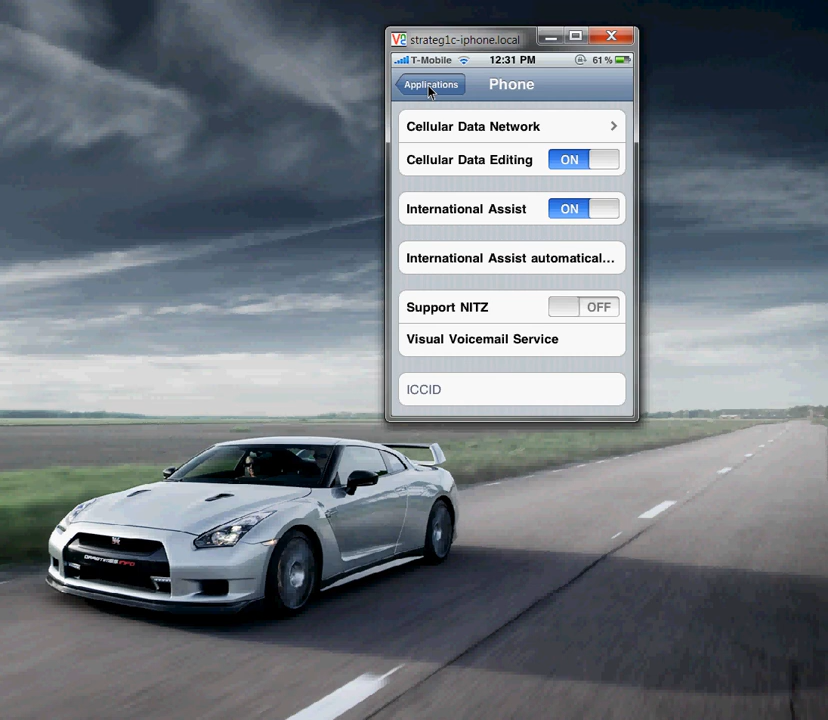 strateg1c-iphone.local
T-Mobile 12:31 PM 61%
Applications Phone
Cellular Data Network
Cellular Data Editing ON
International Assist ON
International Assist automatical...
Support NITZ OFF
Visual Voicemail Service
ICCID